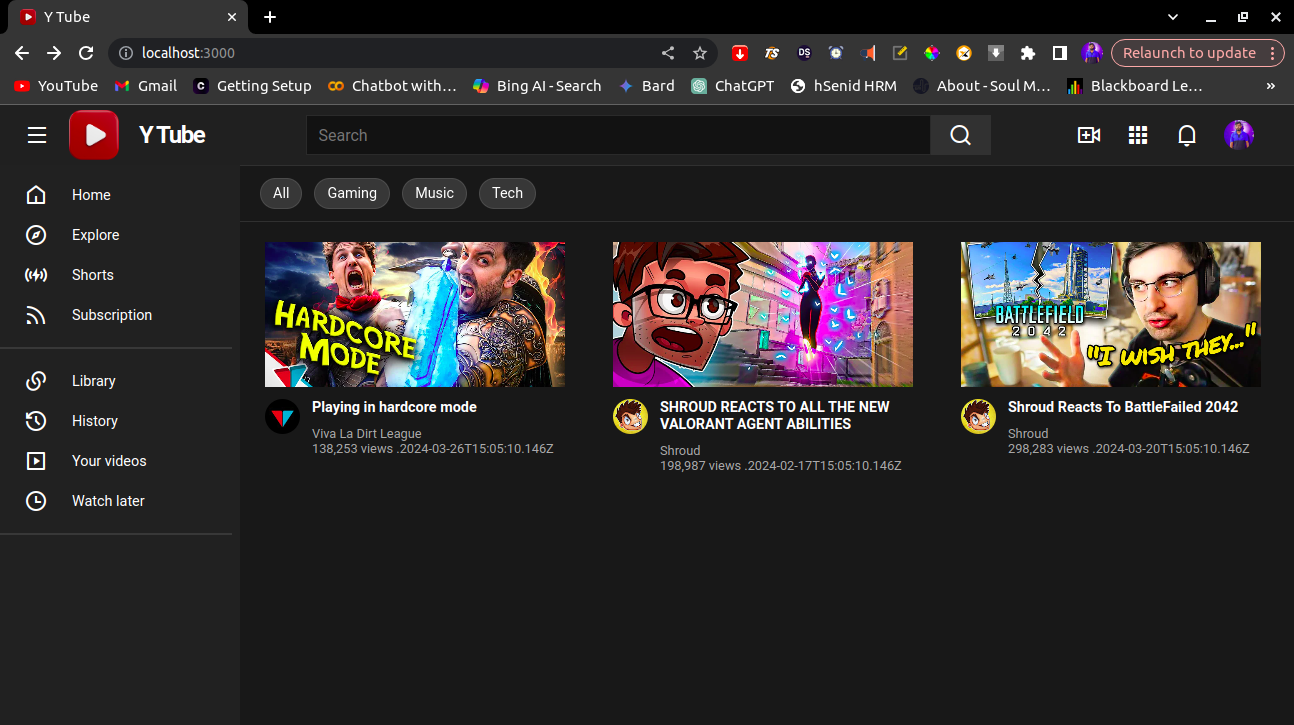 Y Tube
localhost:3000
Relaunch to update
YouTube
Gmail
Getting Setup
Chatbot with...
Bing AI - Search
Bard
ChatGPT
hSenid HRM
About - Soul M...
Blackboard Le...
»
Y Tube
Search
Home
Explore
Shorts
Subscription
Library
History
Your videos
Watch later
All
Gaming
Music
Tech
HARDCORE
MODE
Playing in hardcore mode
Viva La Dirt League
138,253 views .2024-03-26T15:05:10.146Z
SHROUD REACTS TO ALL THE NEW
VALORANT AGENT ABILITIES
Shroud
198,987 views .2024-02-17T15:05:10.146Z
BATTLEFIELD
2042
"I WISH THEY..."
Shroud Reacts To BattleFailed 2042
Shroud
298,283 views .2024-03-20T15:05:10.146Z